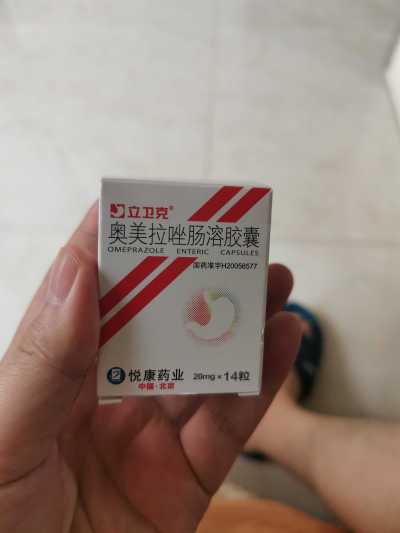 立卫克®
奥美拉唑肠溶胶囊
OMEPRAZOLE ENTERIC CAPSULES
国药准字H20056577
悦康药业
中国·北京
20mg×14粒